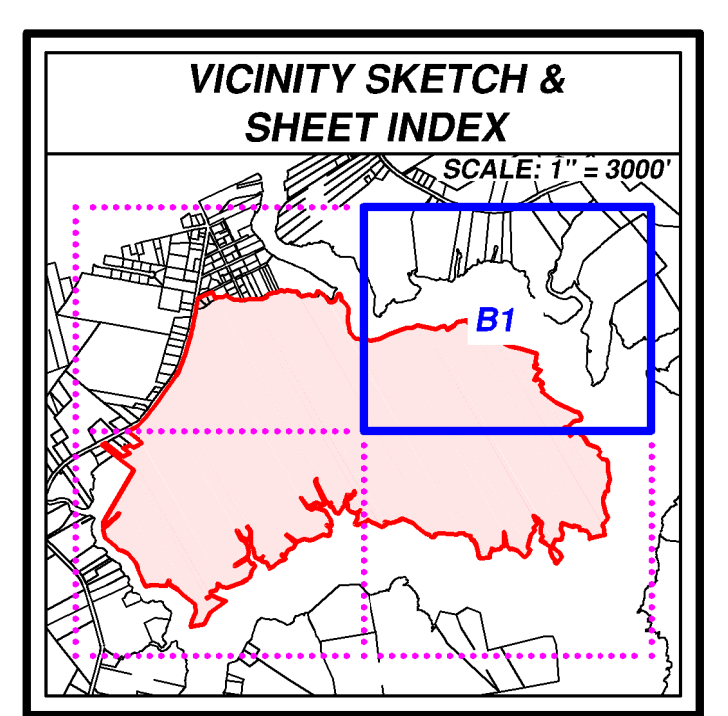 VICINITY SKETCH &
SHEET INDEX
SCALE: 1" = 3000'
B1